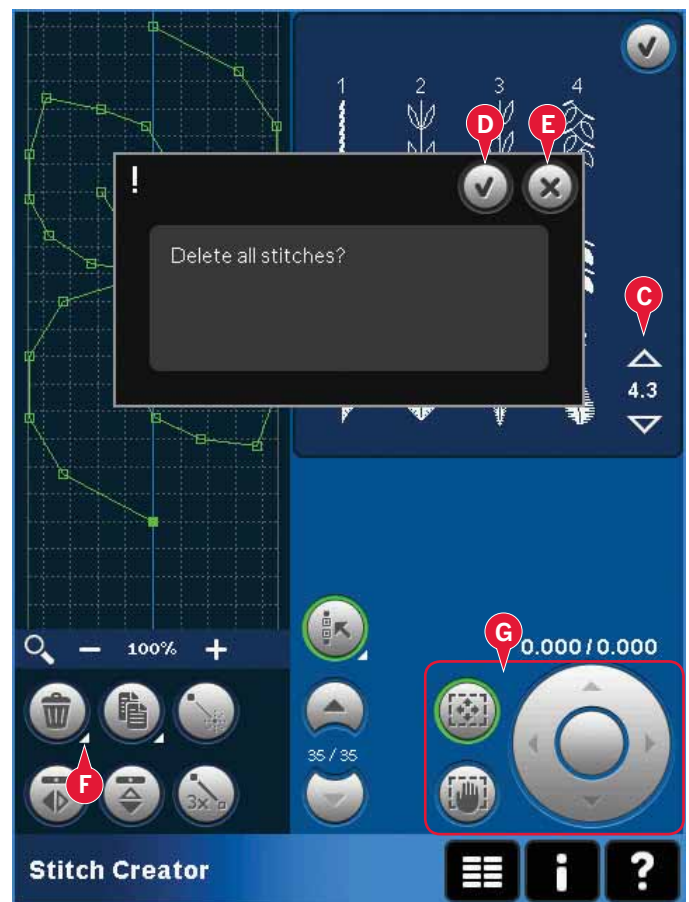 1 2 3 4
D E
!
Delete all stitches?
C
4.3
G
100%
0.000/0.000
F
3x
35/35
Stitch Creator
i ?